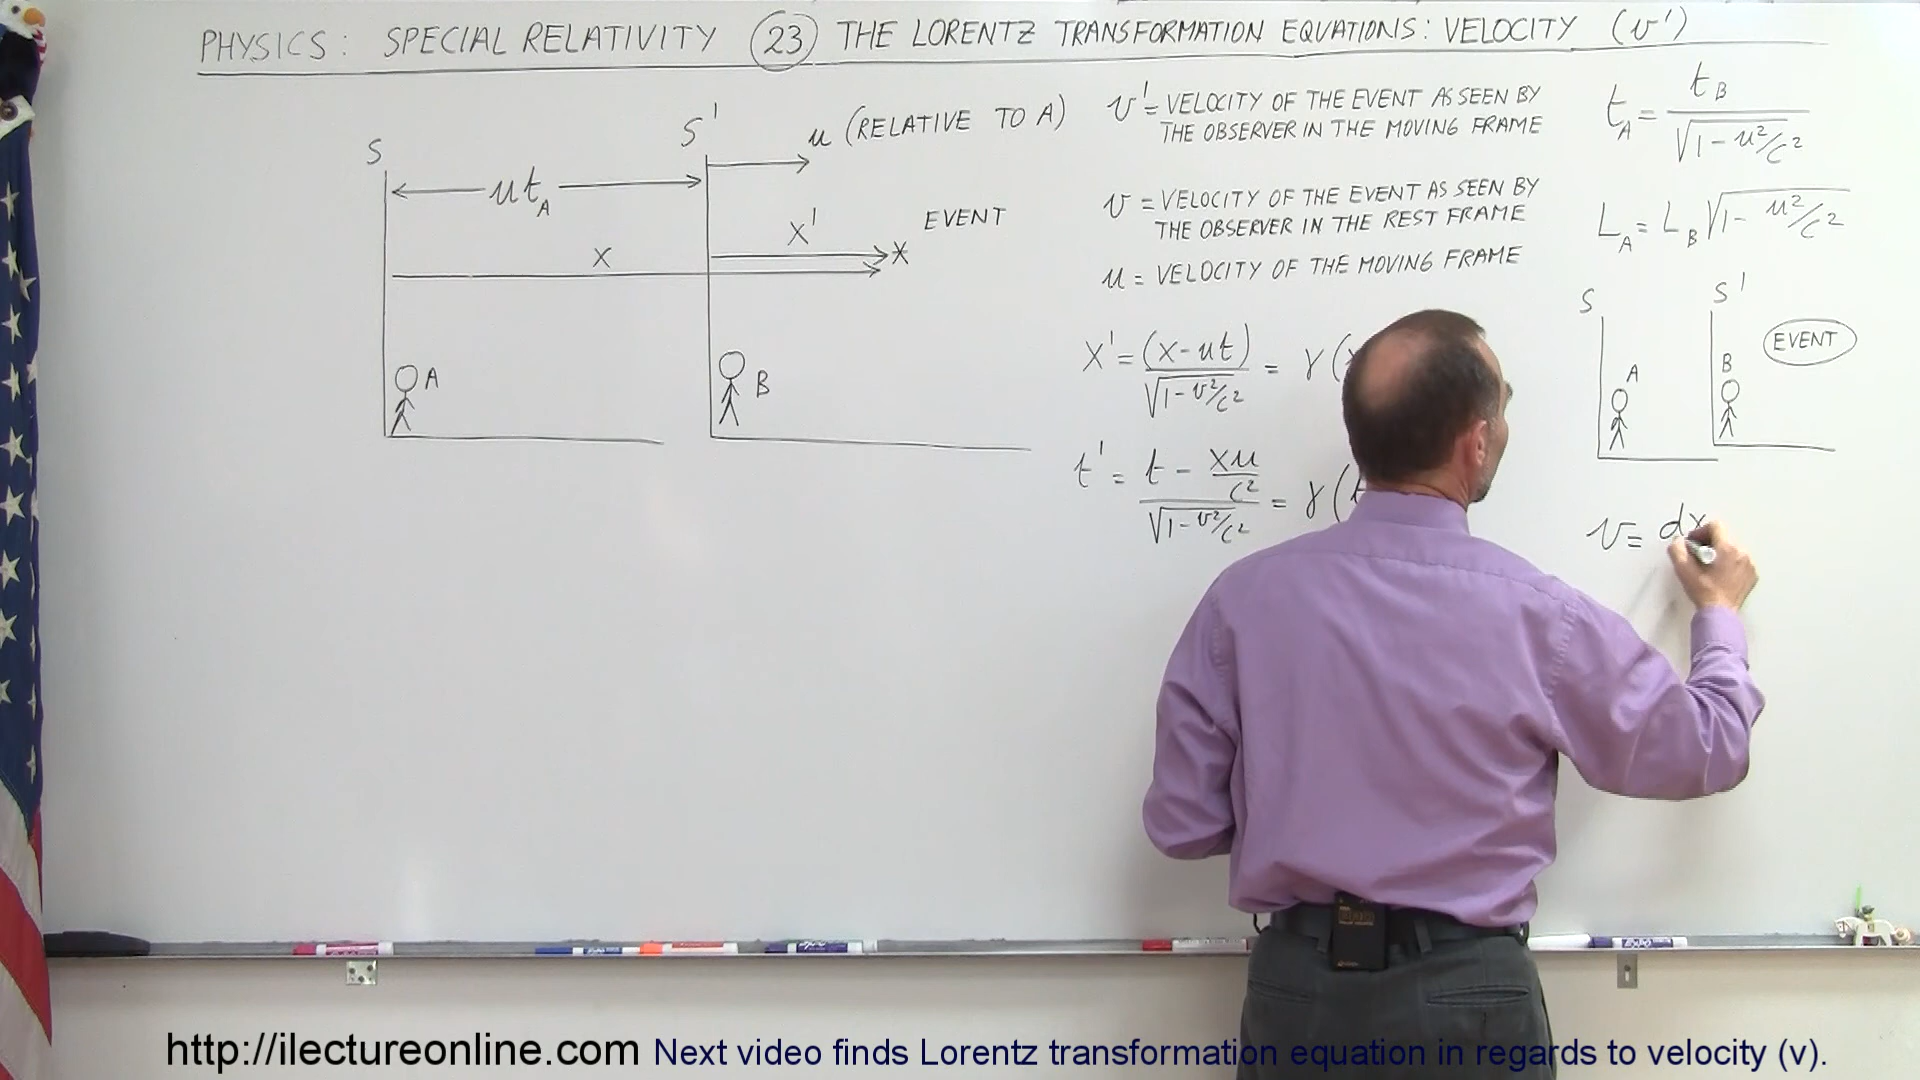 PHYSICS: SPECIAL RELATIVITY (23) THE LORENTZ TRANSFORMATION EQUATIONS: VELOCITY (v')
S
S'
u (RELATIVE TO A)
ut_A
x'
EVENT
x
A
B
v' = VELOCITY OF THE EVENT AS SEEN BY
THE OBSERVER IN THE MOVING FRAME
v = VELOCITY OF THE EVENT AS SEEN BY
THE OBSERVER IN THE REST FRAME
u = VELOCITY OF THE MOVING FRAME
x' = (x-ut)/√(1-v²/c²) = γ(
t' = (t - xu/c²)/√(1-v²/c²) = γ(t
t_A = t_B/√(1-u²/c²)
L_A = L_B √(1-u²/c²)
S
S'
EVENT
A
B
v = dx
http://ilectureonline.com Next video finds Lorentz transformation equation in regards to velocity (v).